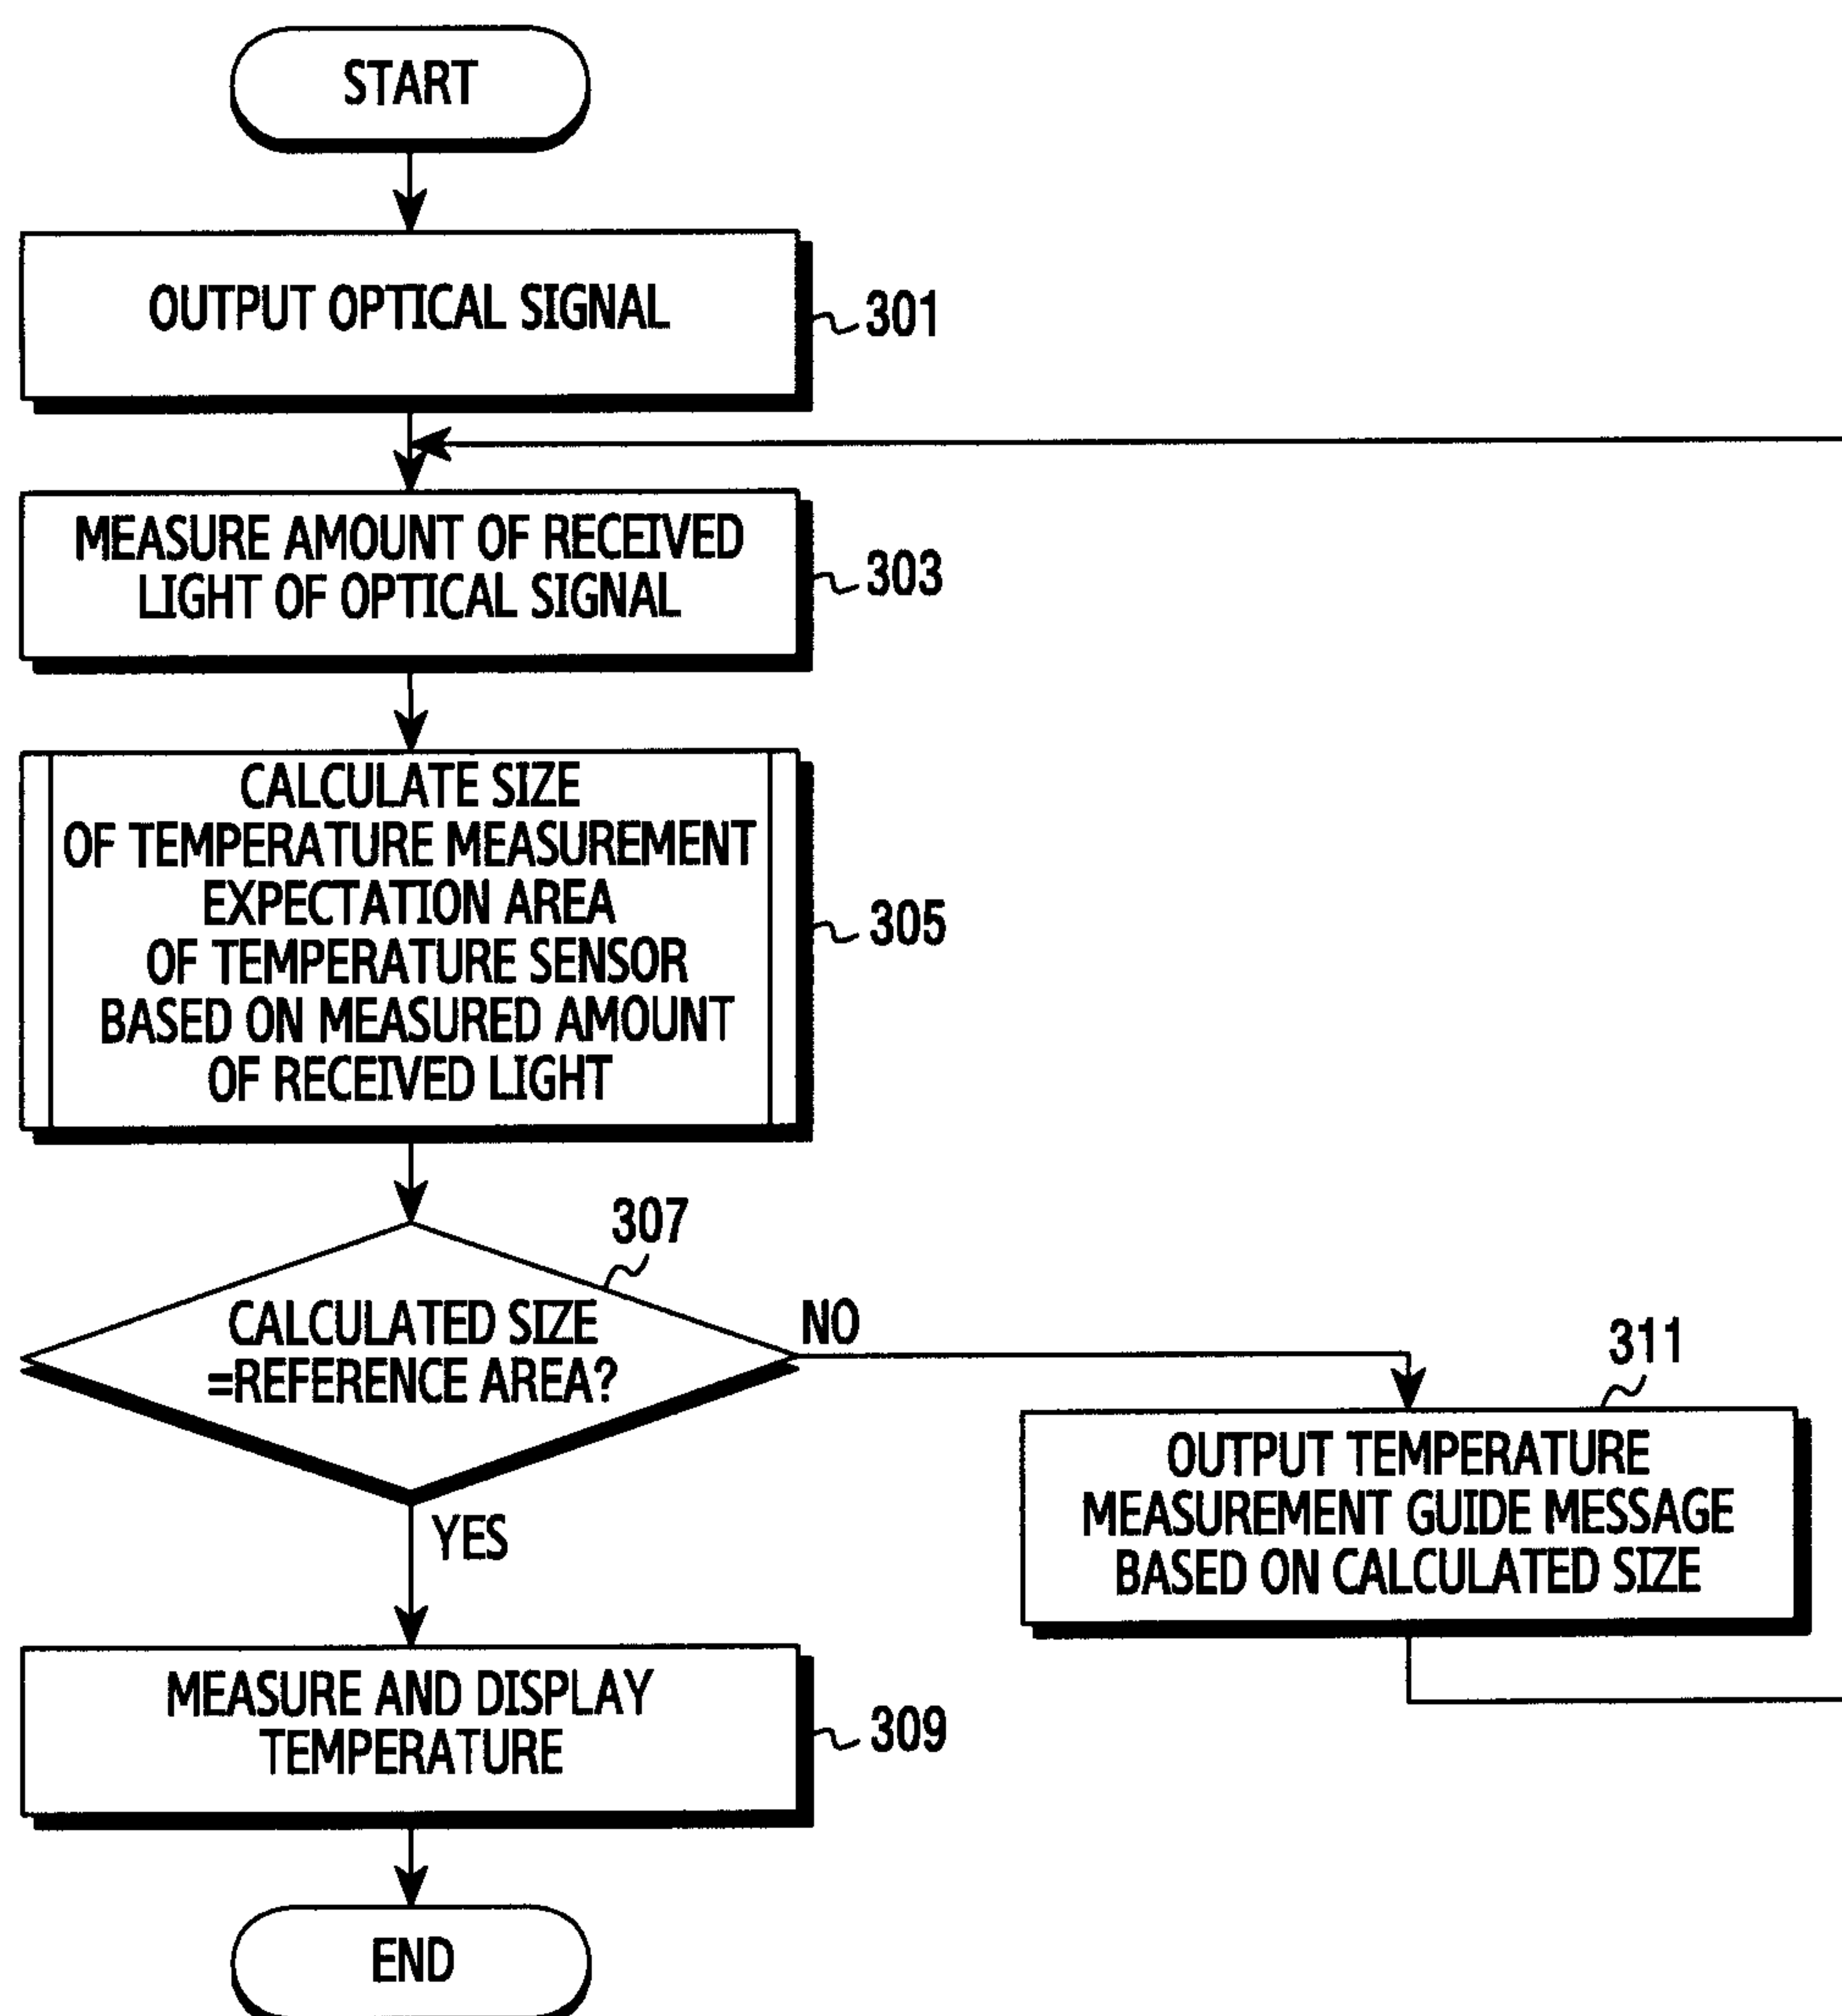 START
OUTPUT OPTICAL SIGNAL
301
MEASURE AMOUNT OF RECEIVED
LIGHT OF OPTICAL SIGNAL
303
CALCULATE SIZE
OF TEMPERATURE MEASUREMENT
EXPECTATION AREA
OF TEMPERATURE SENSOR
BASED ON MEASURED AMOUNT
OF RECEIVED LIGHT
305
307
CALCULATED SIZE
=REFERENCE AREA?
NO
YES
311
OUTPUT TEMPERATURE
MEASUREMENT GUIDE MESSAGE
BASED ON CALCULATED SIZE
MEASURE AND DISPLAY
TEMPERATURE
309
END